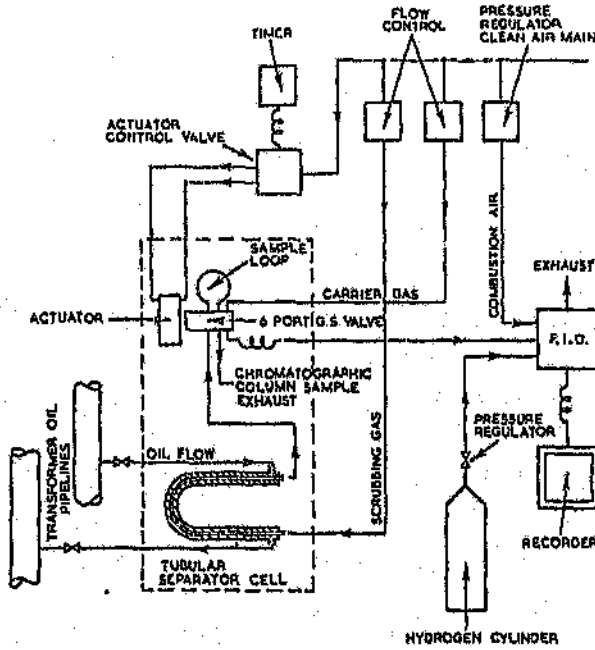 TIMER
FLOW
CONTROL
PRESSURE
REGULATOR
CLEAN AIR MAIN
ACTUATOR
CONTROL VALVE
SAMPLE
LOOP
CARRIER GAS
COMBUSTION AIR
EXHAUST
ACTUATOR
6 PORT G.S. VALVE
F.I.D.
CHROMATOGRAPHIC
COLUMN SAMPLE
EXHAUST
TRANSFORMER OIL
PIPELINES
OIL FLOW
SCRUBBING GAS
PRESSURE
REGULATOR
TUBULAR
SEPARATOR CELL
RECORDER
HYDROGEN CYLINDER